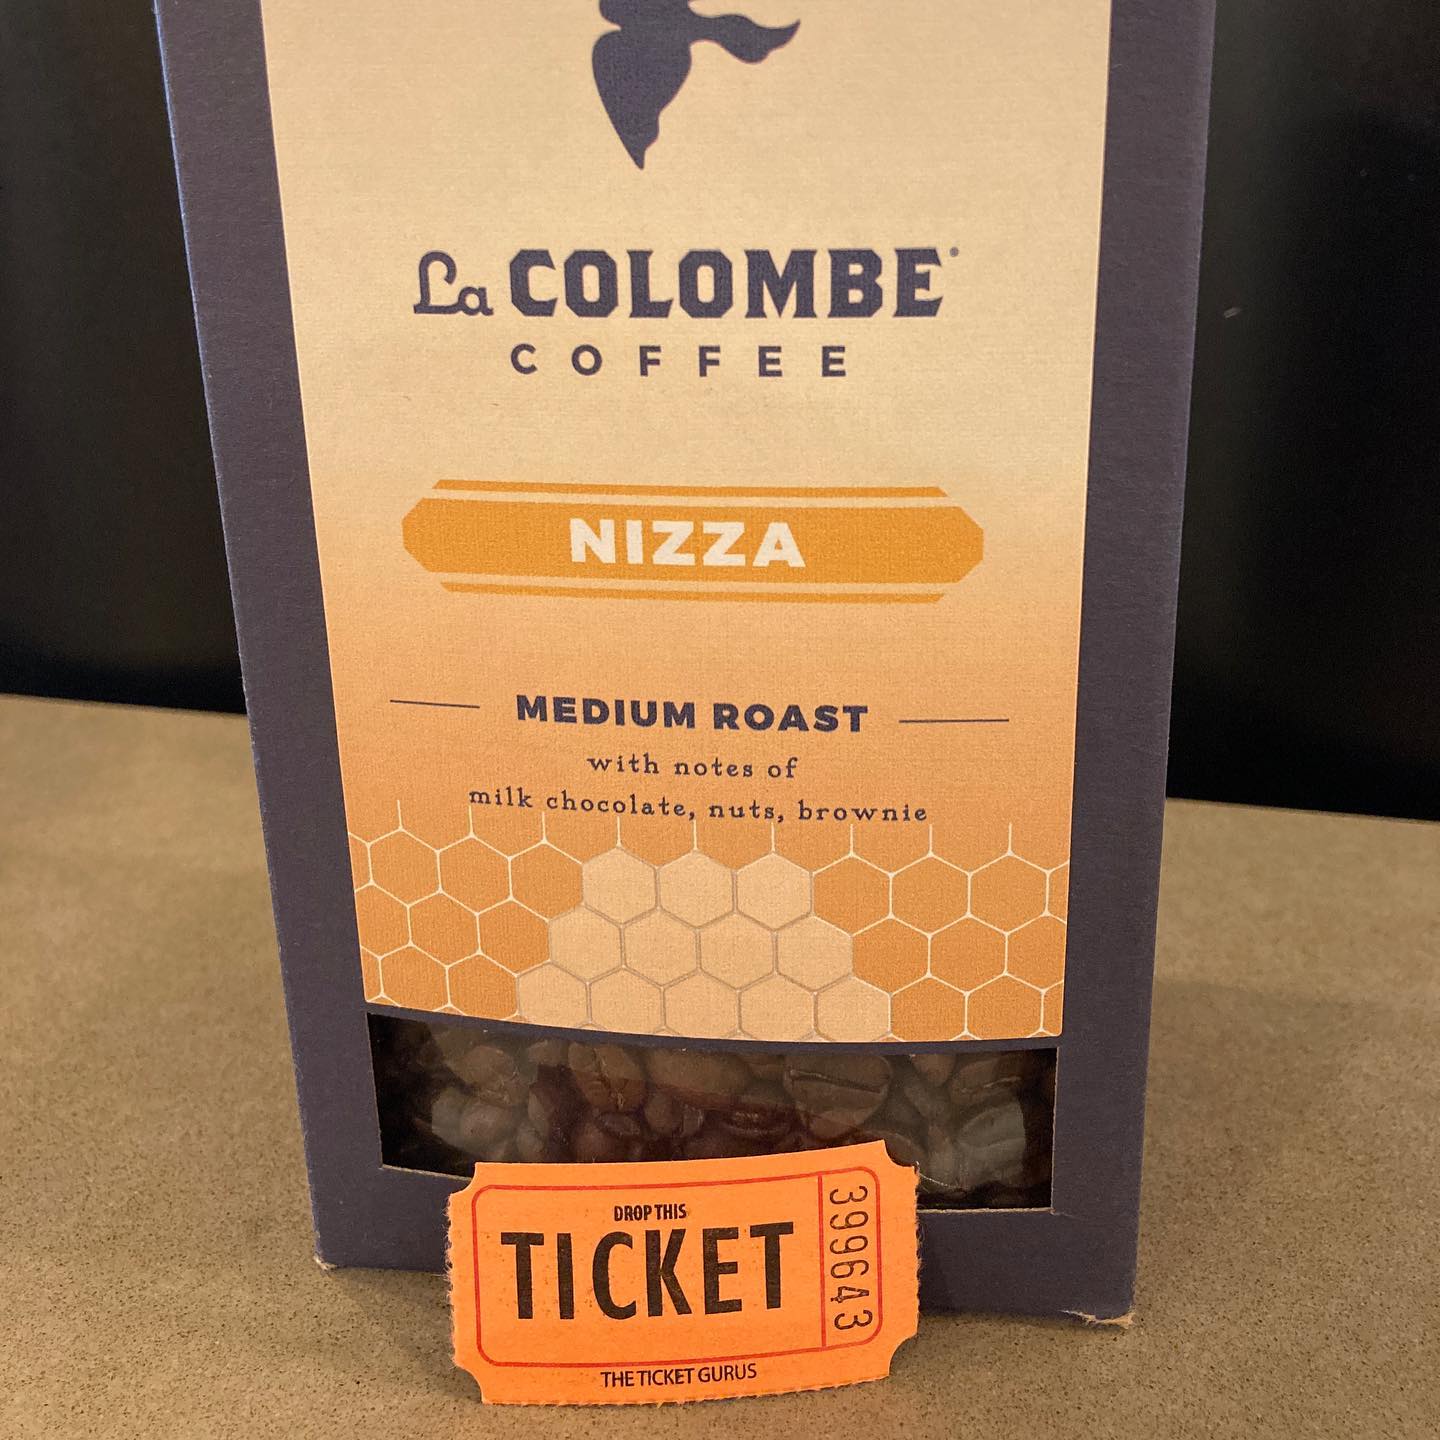 La COLOMBE
COFFEE
NIZZA
MEDIUM ROAST
with notes of
milk chocolate, nuts, brownie
DROP THIS
TICKET
399643
THE TICKET GURUS